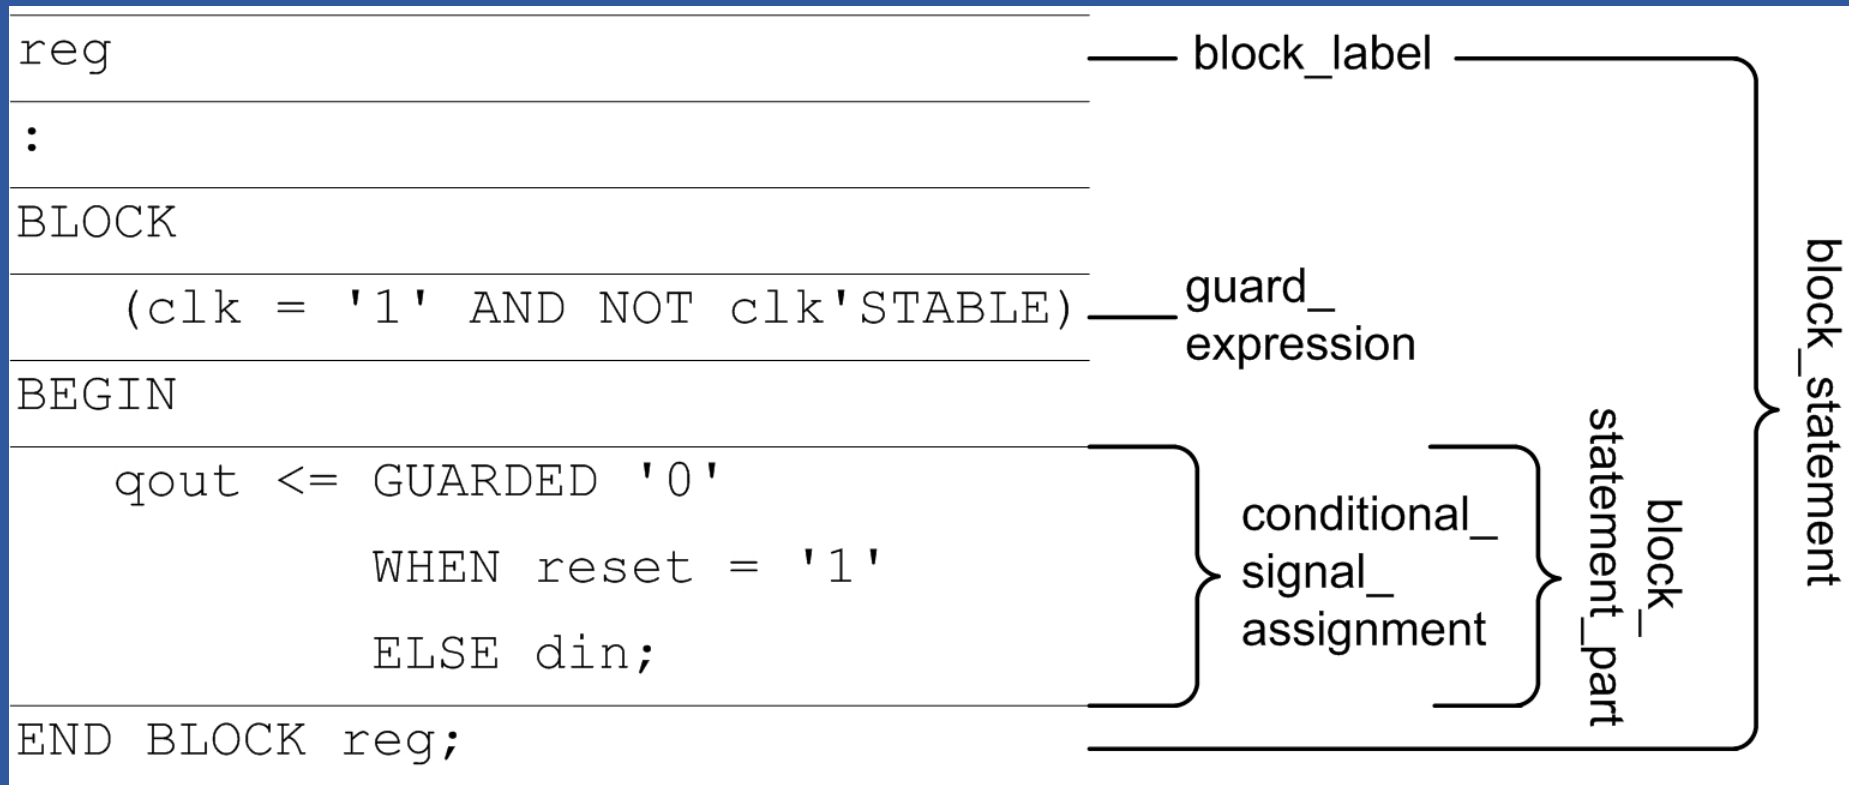 reg
block_label
:
BLOCK
(clk = '1' AND NOT clk'STABLE)
guard_
expression
BEGIN
qout <= GUARDED '0'
WHEN reset = '1'
ELSE din;
conditional_
signal_
assignment
block_
statement_part
block_statement
END BLOCK reg;